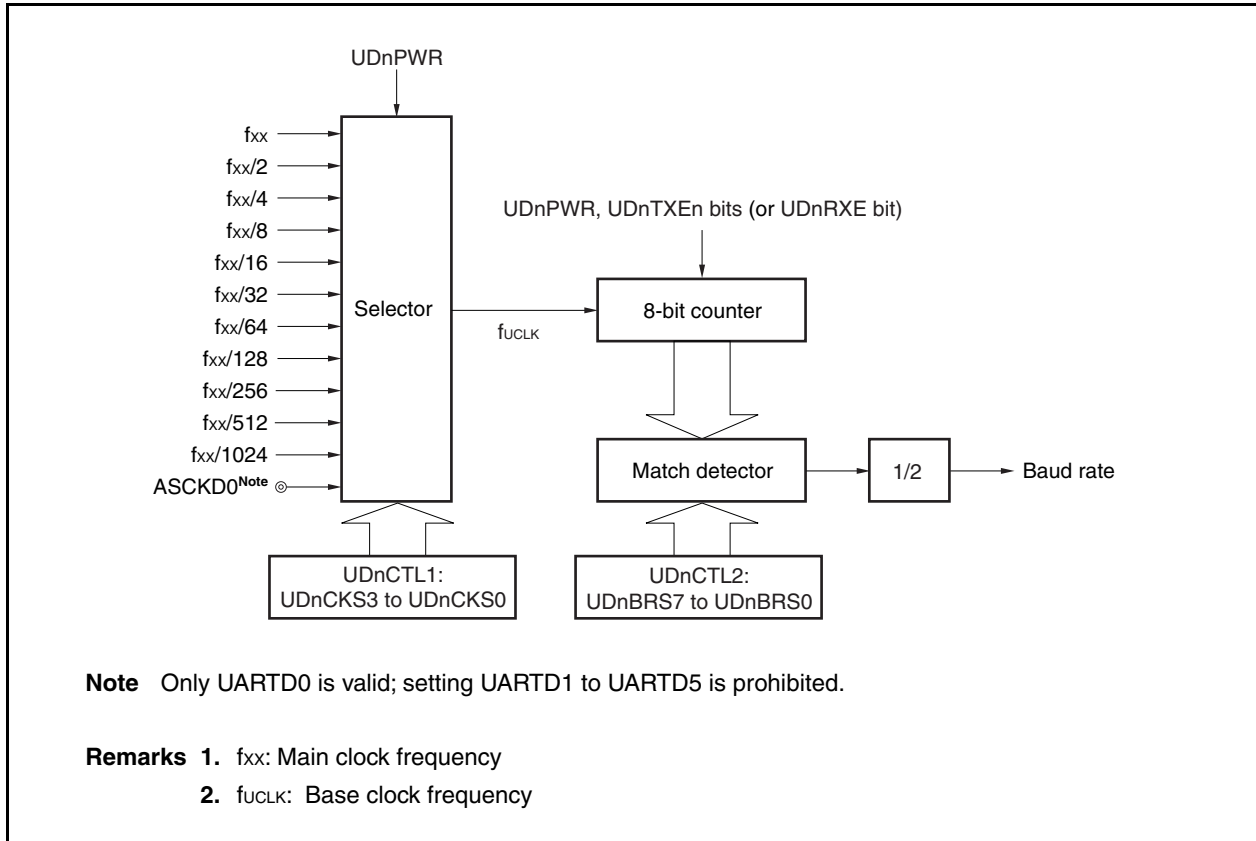 UDnPWR
fxx
fxx/2
fxx/4
fxx/8
fxx/16
fxx/32
fxx/64
fxx/128
fxx/256
fxx/512
fxx/1024
ASCKD0Note
Selector
fUCLK
UDnPWR, UDnTXEn bits (or UDnRXE bit)
8-bit counter
Match detector
1/2
Baud rate
UDnCTL1:
UDnCKS3 to UDnCKS0
UDnCTL2:
UDnBRS7 to UDnBRS0
Note Only UARTD0 is valid; setting UARTD1 to UARTD5 is prohibited.
Remarks 1. fxx: Main clock frequency
2. fUCLK: Base clock frequency